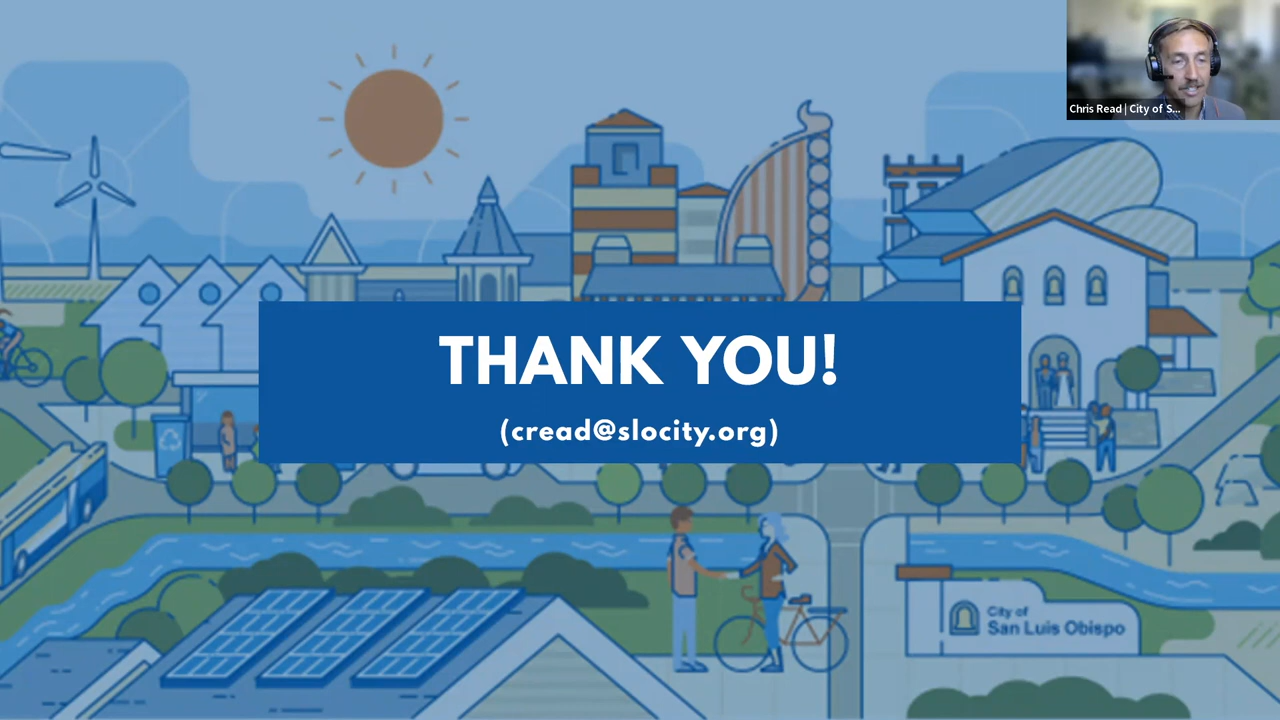 Chris Read | City of S...
THANK YOU!
(cread@slocity.org)
City of
San Luis Obispo